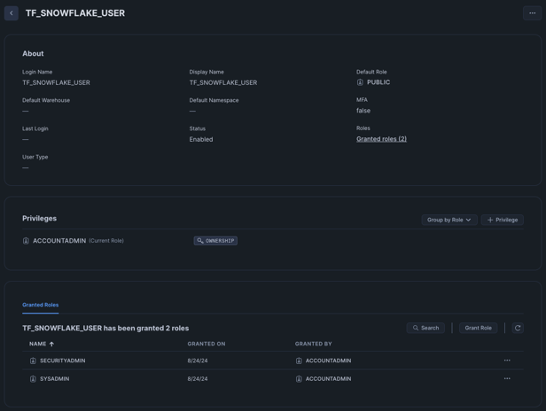 TF_SNOWFLAKE_USER
About
Login Name
TF_SNOWFLAKE_USER
Display Name
TF_SNOWFLAKE_USER
Default Role
PUBLIC
Default Warehouse
—
Default Namespace
—
MFA
false
Last Login
—
Status
Enabled
Roles
Granted roles (2)
User Type
—
Privileges
Group by Role
+ Privilege
ACCOUNTADMIN (Current Role)
OWNERSHIP
Granted Roles
TF_SNOWFLAKE_USER has been granted 2 roles
Search
Grant Role
NAME ↑ GRANTED ON GRANTED BY
SECURITYADMIN 8/24/24 ACCOUNTADMIN ...
SYSADMIN 8/24/24 ACCOUNTADMIN ...